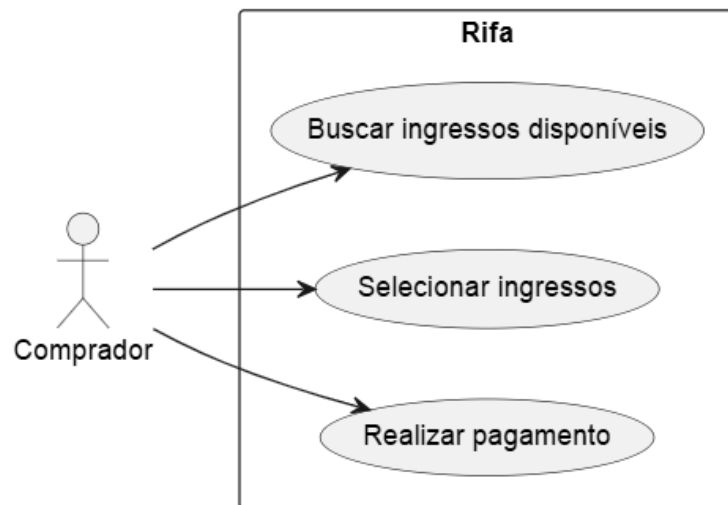 Rifa
Buscar ingressos disponíveis
Selecionar ingressos
Comprador
Realizar pagamento